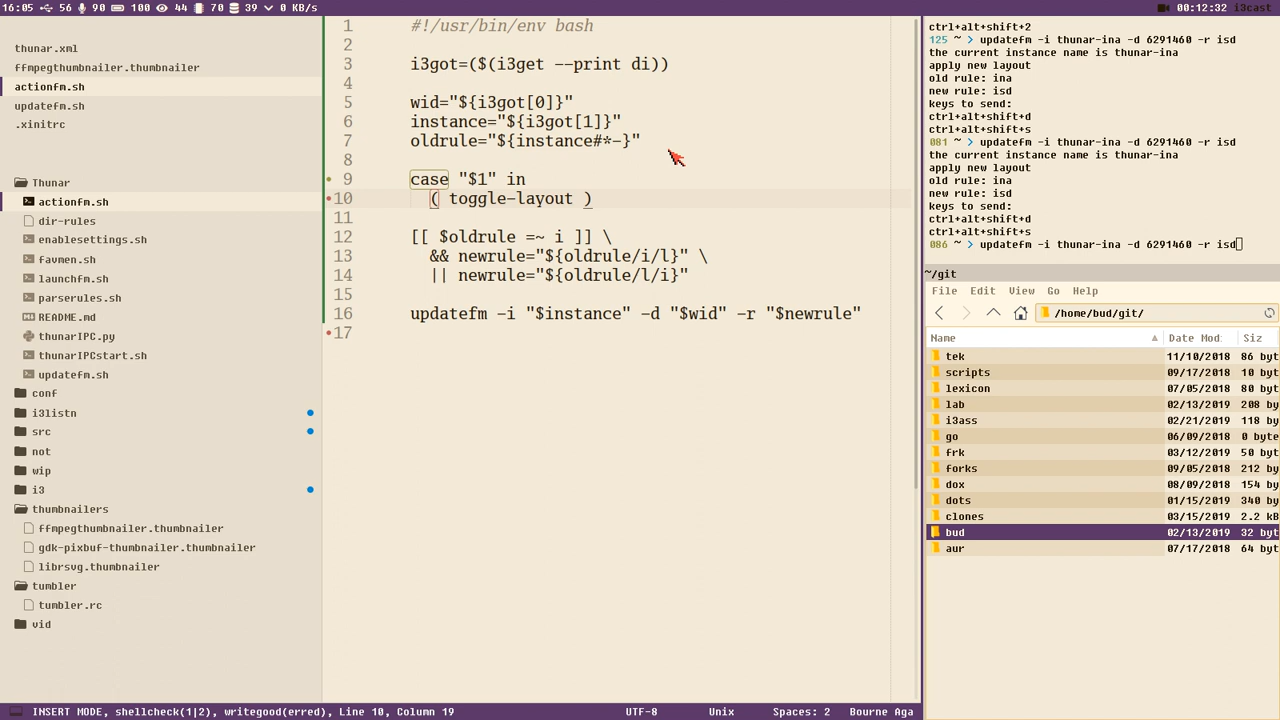 16:05 56 90 100 44 70 39 0 KB/s 00:12:32 i3cast
thunar.xml
ffmpegthumbnailer.thumbnailer
actionfm.sh
updatefm.sh
.xinitrc
Thunar
actionfm.sh
dir-rules
enablesettings.sh
favmen.sh
launchfm.sh
parserules.sh
README.md
thunarIPC.py
thunarIPCstart.sh
updatefm.sh
conf
i3listn
src
not
wip
i3
thumbnailers
ffmpegthumbnailer.thumbnailer
gdk-pixbuf-thumbnailer.thumbnailer
librsvg.thumbnailer
tumbler
tumbler.rc
vid
1 #!/usr/bin/env bash
2
3 i3got=($(i3get --print di))
4
5 wid="${i3got[0]}"
6 instance="${i3got[1]}"
7 oldrule="${instance#*-}"
8
9 case "$1" in
10 ( toggle-layout )
11
12 [[ $oldrule =~ i ]] \
13 && newrule="${oldrule/i/l}" \
14 || newrule="${oldrule/l/i}"
15
16 updatefm -i "$instance" -d "$wid" -r "$newrule"
17
ctrl+alt+shift+2
125 ~ > updatefm -i thunar-ina -d 6291460 -r isd
the current instance name is thunar-ina
apply new layout
old rule: ina
new rule: isd
keys to send:
ctrl+alt+shift+d
ctrl+alt+shift+s
081 ~ > updatefm -i thunar-ina -d 6291460 -r isd
the current instance name is thunar-ina
apply new layout
old rule: ina
new rule: isd
keys to send:
ctrl+alt+shift+d
ctrl+alt+shift+s
086 ~ > updatefm -i thunar-ina -d 6291460 -r isd
~/git
File Edit View Go Help
/home/bud/git/
Name Date Mod Siz
tek 11/10/2018 86 byt
scripts 09/17/2018 10 byt
lexicon 07/05/2018 80 byt
lab 02/13/2019 208 by
i3ass 02/21/2019 118 by
go 06/09/2018 0 byte
frk 03/12/2019 50 byt
forks 09/05/2018 212 by
dox 08/09/2018 154 by
dots 01/15/2019 340 by
clones 03/15/2019 2.2 kB
bud 02/13/2019 32 byt
aur 07/17/2018 64 byt
INSERT MODE, shellcheck(1|2), writegood(erred), Line 10, Column 19 UTF-8 Unix Spaces: 2 Bourne Aga